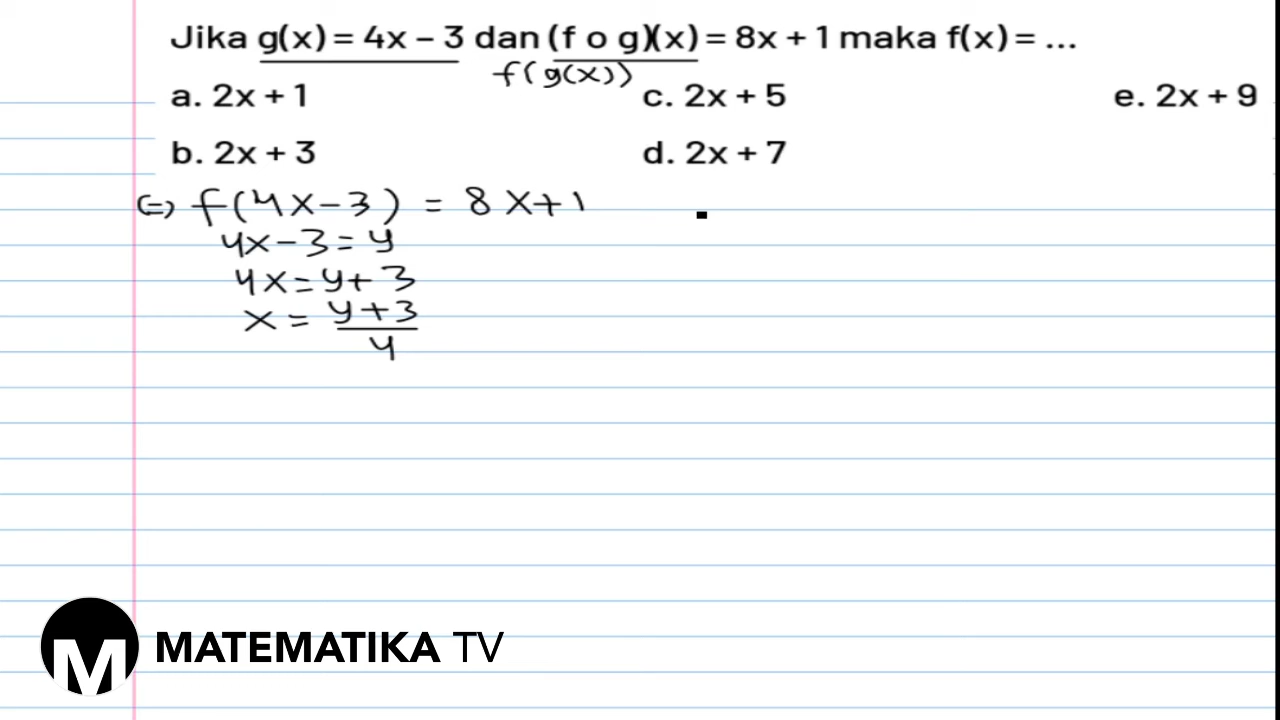 Jika g(x) = 4x – 3 dan (f o g)(x) = 8x + 1 maka f(x) = ...
f(g(x))
a. 2x + 1 c. 2x + 5 e. 2x + 9
b. 2x + 3 d. 2x + 7
⇔ f(4x-3) = 8x+1
4x-3=y
4x=y+3
x = y+3
4
M MATEMATIKA TV